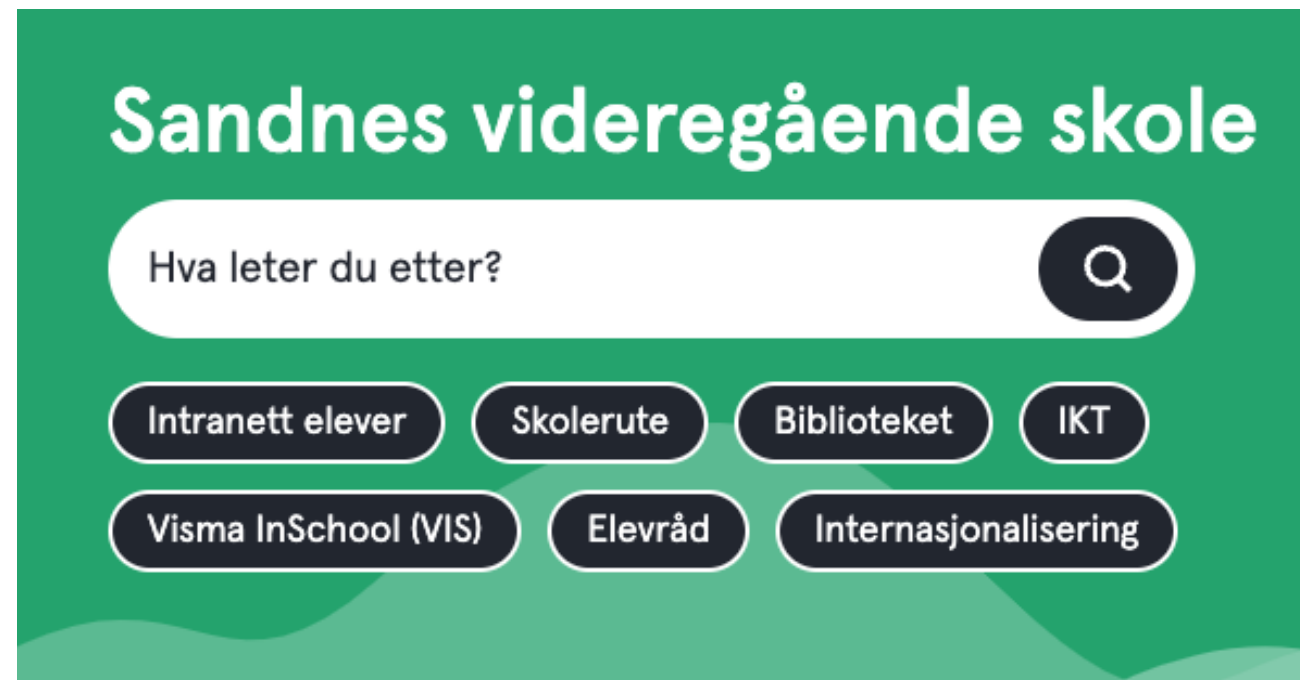 Sandnes videregående skole
Hva leter du etter?
Intranett elever Skolerute Biblioteket IKT
Visma InSchool (VIS) Elevråd Internasjonalisering